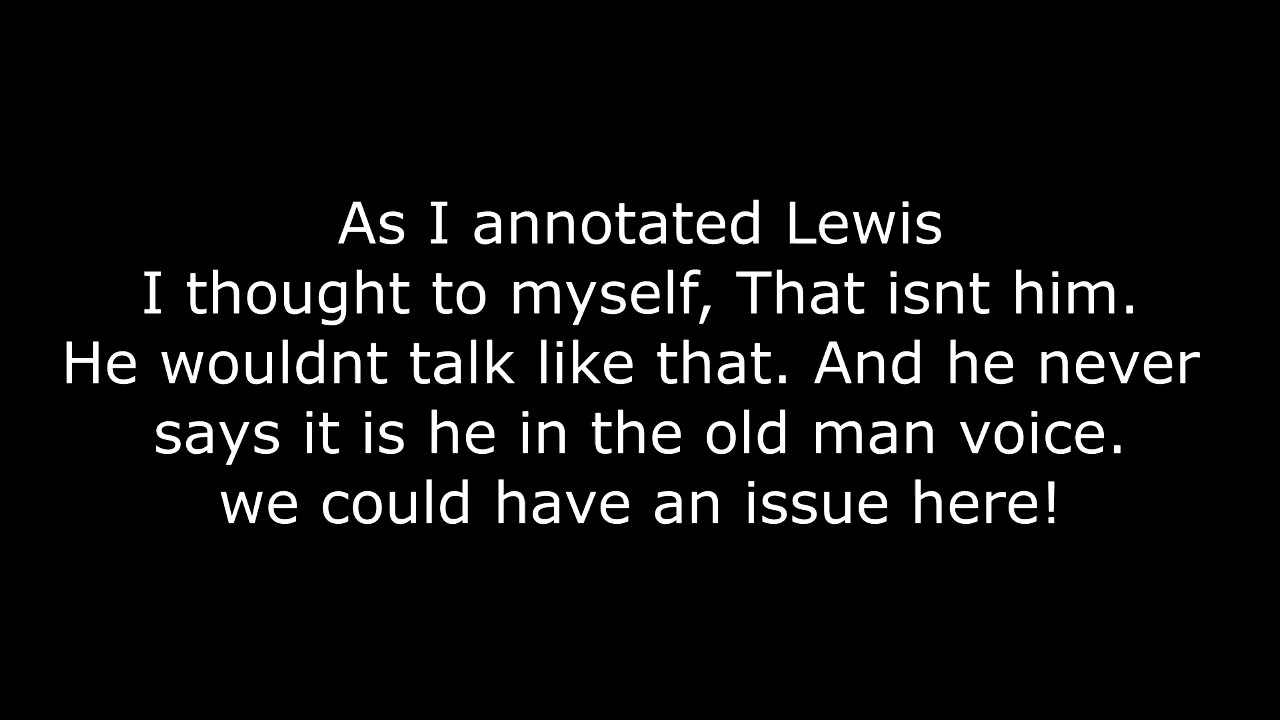 As I annotated Lewis
I thought to myself, That isnt him.
He wouldnt talk like that. And he never
says it is he in the old man voice.
we could have an issue here!